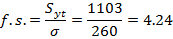 f.s. = S_yt / σ = 1103 / 260 = 4.24